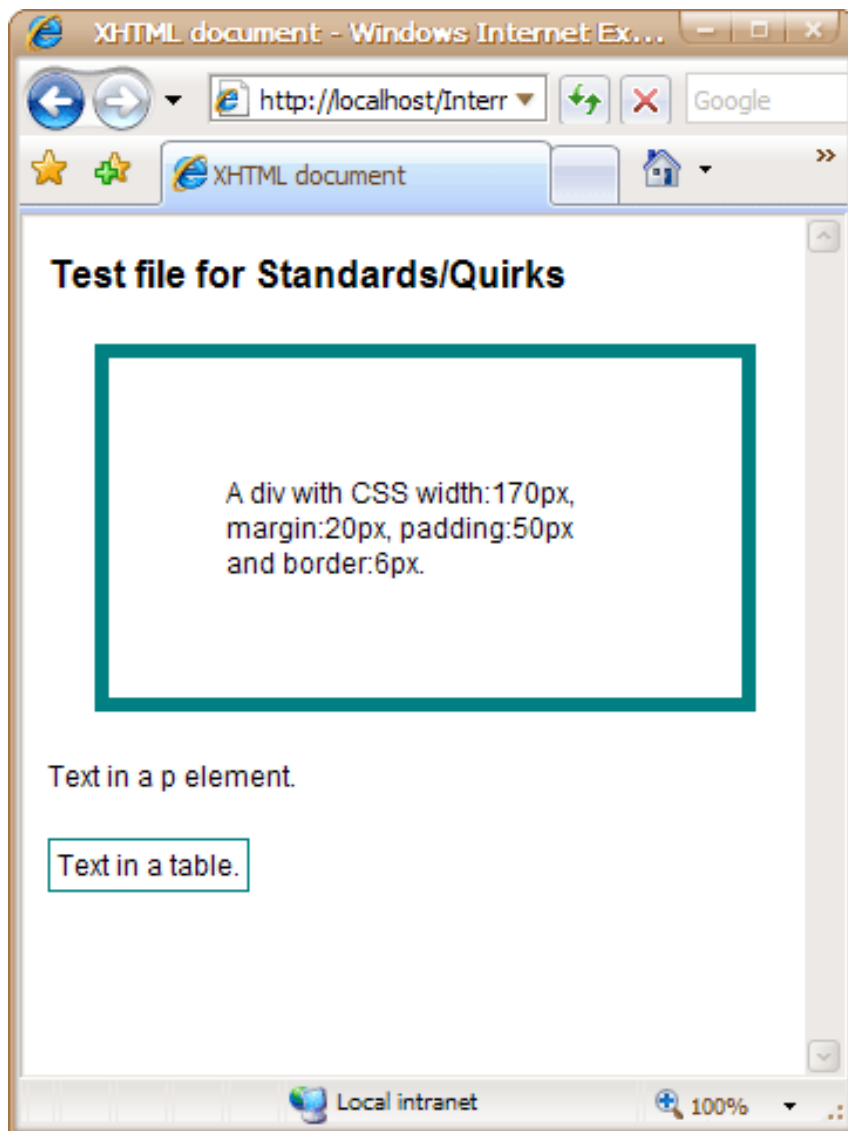 XHTML document - Windows Internet Ex...
http://localhost/Interr
Google
XHTML document
Test file for Standards/Quirks
A div with CSS width:170px,
margin:20px, padding:50px
and border:6px.
Text in a p element.
Text in a table.
Local intranet
100%